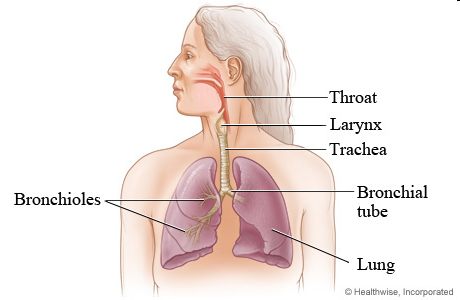 Throat
Larynx
Trachea
Bronchioles
Bronchial
tube
Lung
© Healthwise, Incorporated